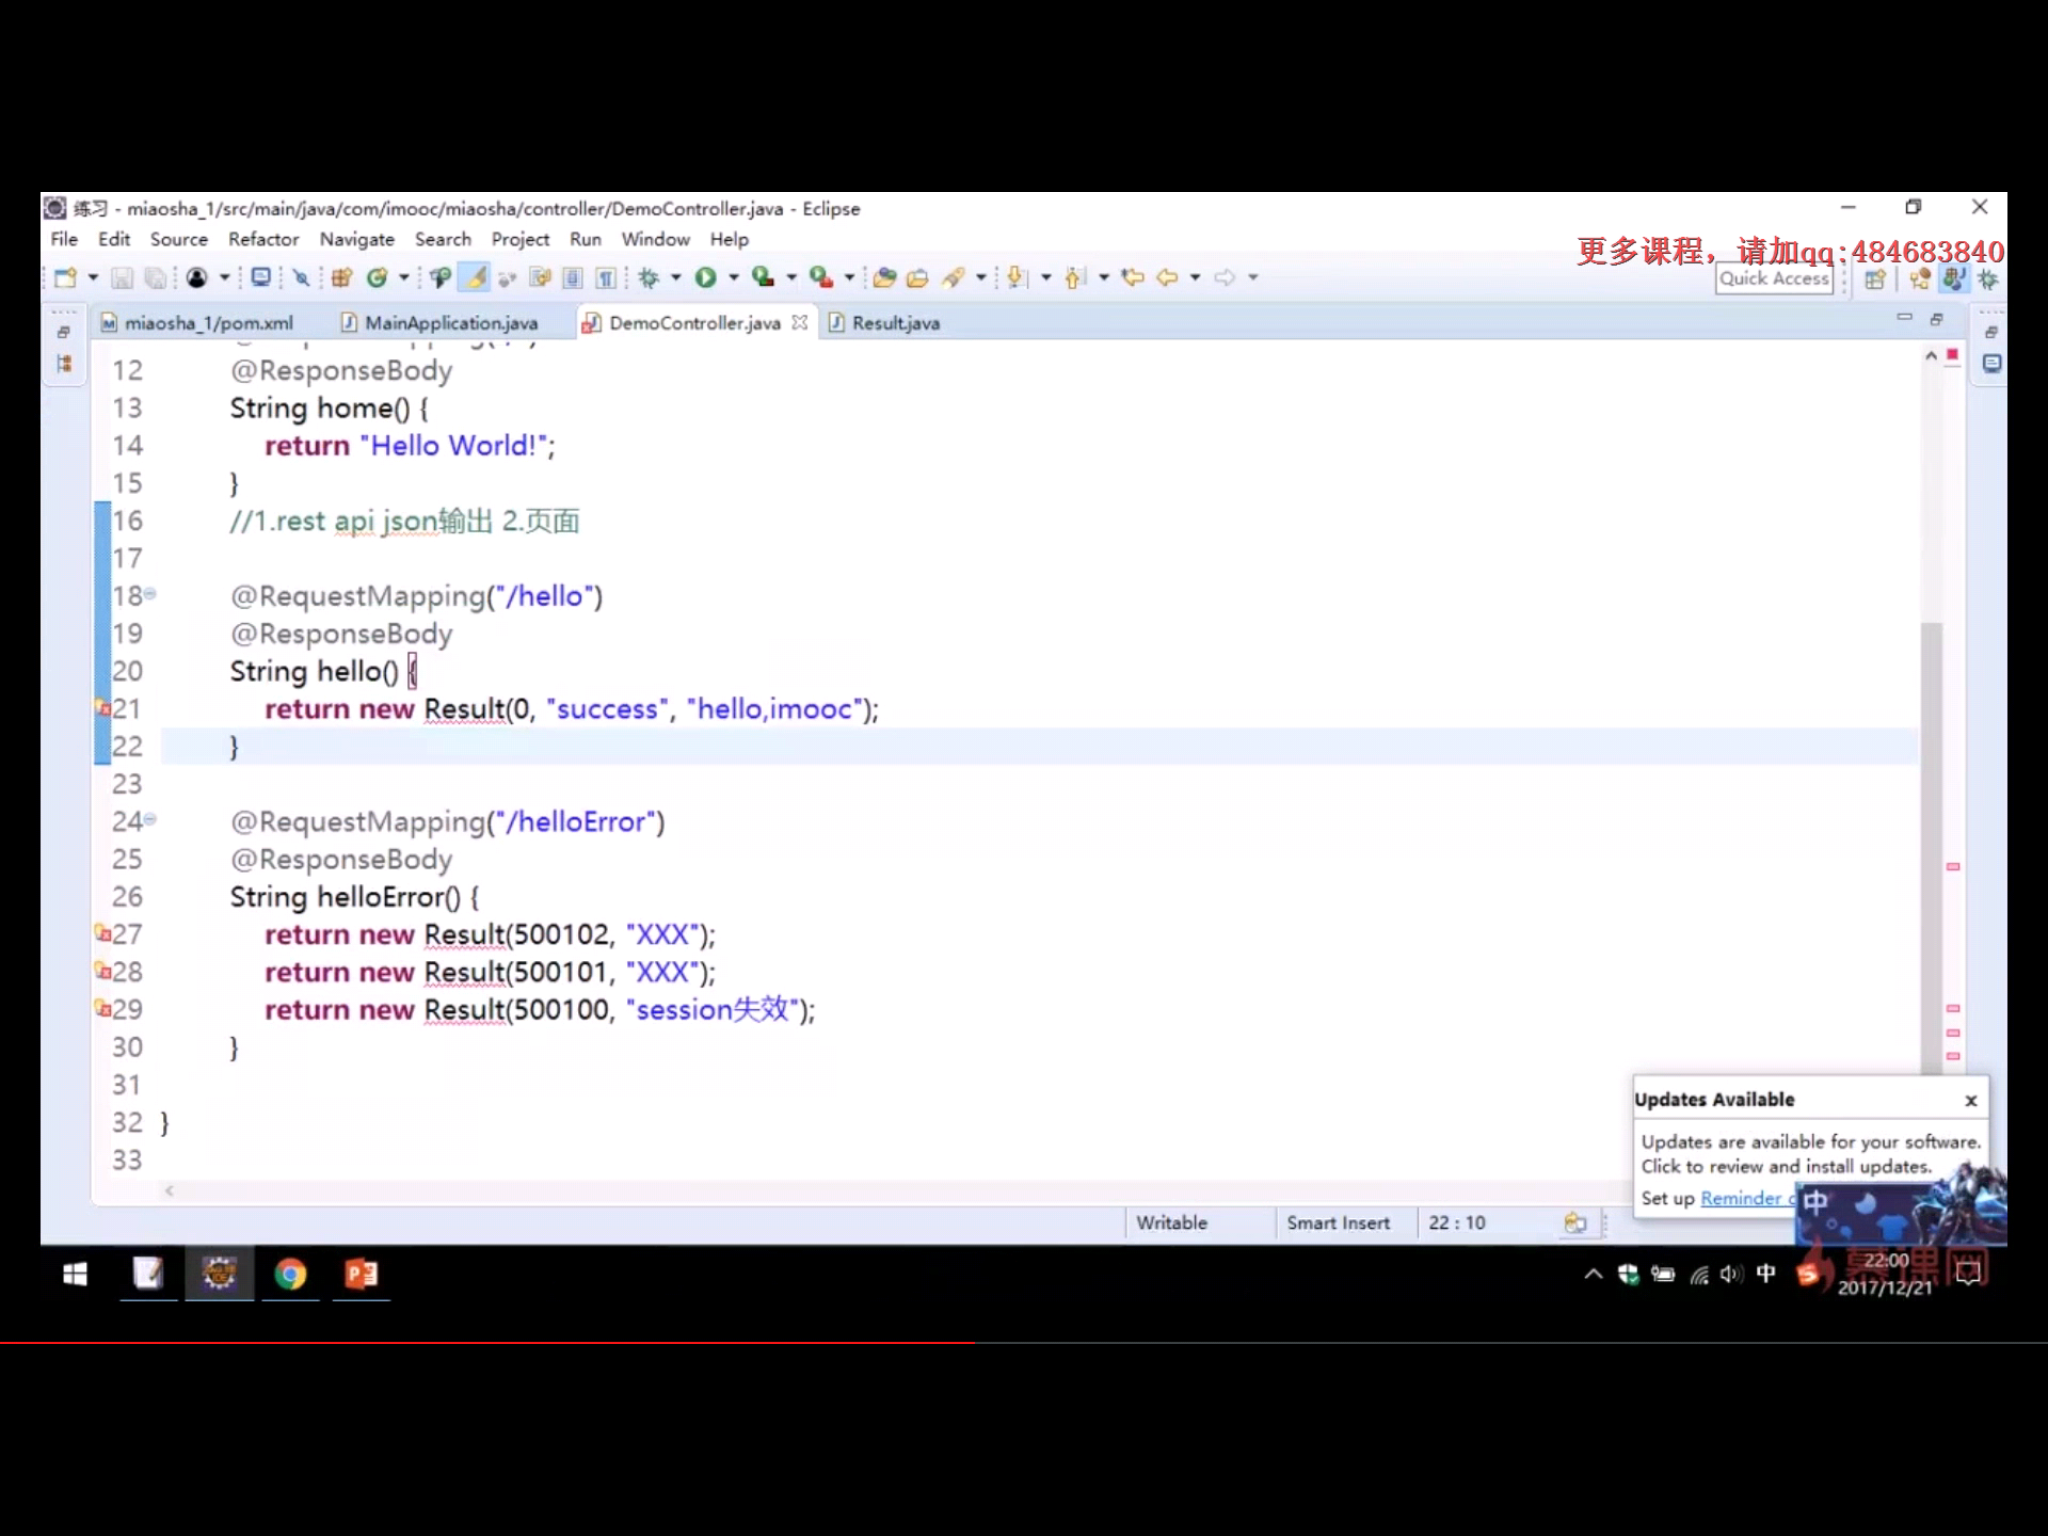 练习 - miaosha_1/src/main/java/com/imooc/miaosha/controller/DemoController.java - Eclipse
File Edit Source Refactor Navigate Search Project Run Window Help
更多课程，请加qq:484683840
Quick Access
miaosha_1/pom.xml MainApplication.java DemoController.java Result.java
12 @ResponseBody
13 String home() {
14 return "Hello World!";
15 }
16 //1.rest api json输出 2.页面
17
18 @RequestMapping("/hello")
19 @ResponseBody
20 String hello() {
21 return new Result(0, "success", "hello,imooc");
22 }
23
24 @RequestMapping("/helloError")
25 @ResponseBody
26 String helloError() {
27 return new Result(500102, "XXX");
28 return new Result(500101, "XXX");
29 return new Result(500100, "session失效");
30 }
31
32 }
33
Updates Available
Updates are available for your software.
Click to review and install updates.
Set up Reminder
中
Writable Smart Insert 22 : 10
中
慕课网
22:00
2017/12/21